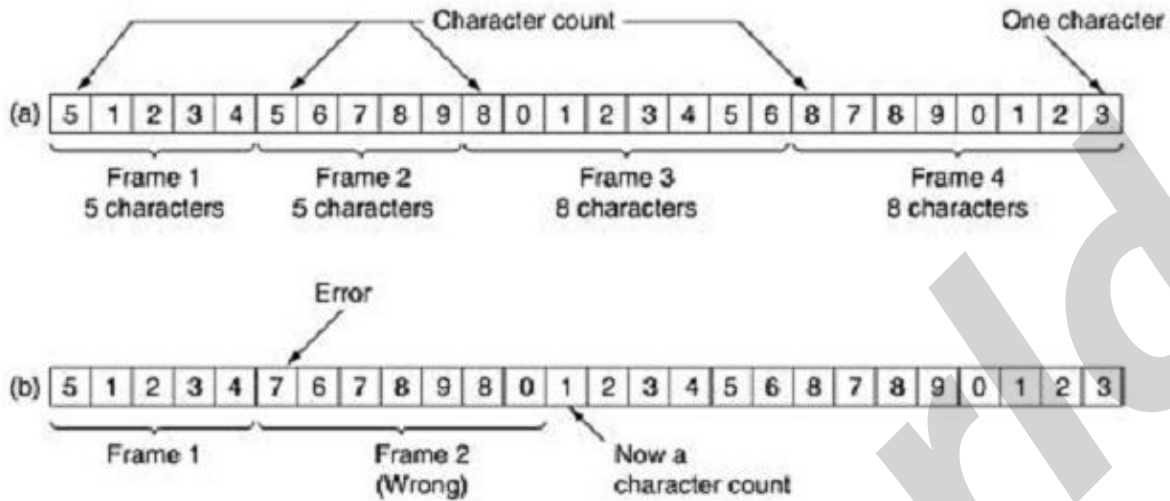 Character count
One character
(a) 5 1 2 3 4 5 6 7 8 9 8 0 1 2 3 4 5 6 8 7 8 9 0 1 2 3
Frame 1 Frame 2 Frame 3 Frame 4
5 characters 5 characters 8 characters 8 characters
Error
(b) 5 1 2 3 4 7 6 7 8 9 8 0 1 2 3 4 5 6 8 7 8 9 0 1 2 3
Frame 1 Frame 2 Now a
(Wrong) character count